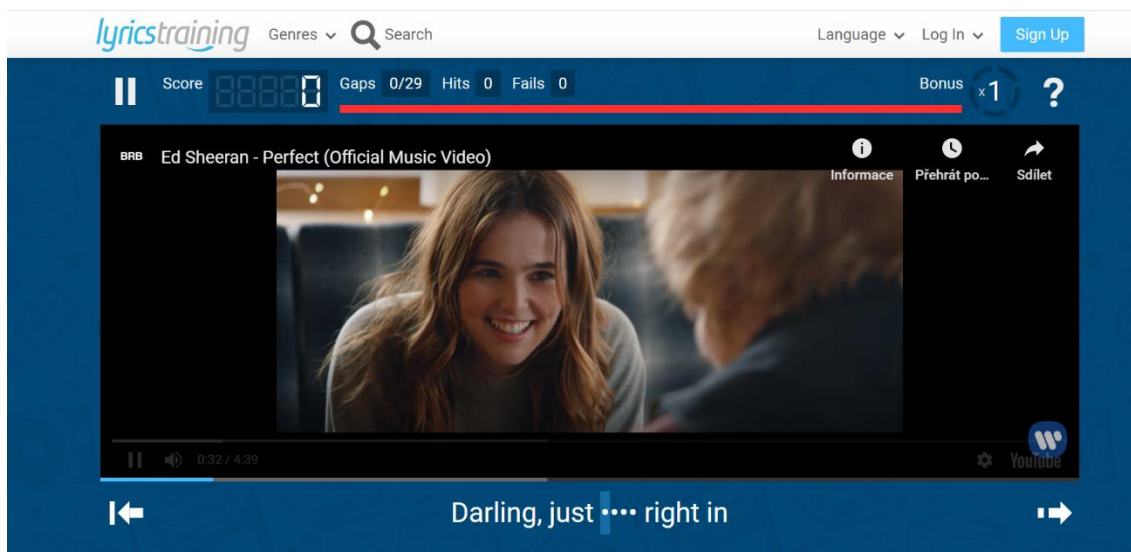 lyricstraining Genres Search Language Log In Sign Up
Score 0 Gaps 0/29 Hits 0 Fails 0 Bonus x1 ?
BRB Ed Sheeran - Perfect (Official Music Video)
Informace Přehrát po... Sdílet
0:32 / 4:39 YouTube
Darling, just •••• right in